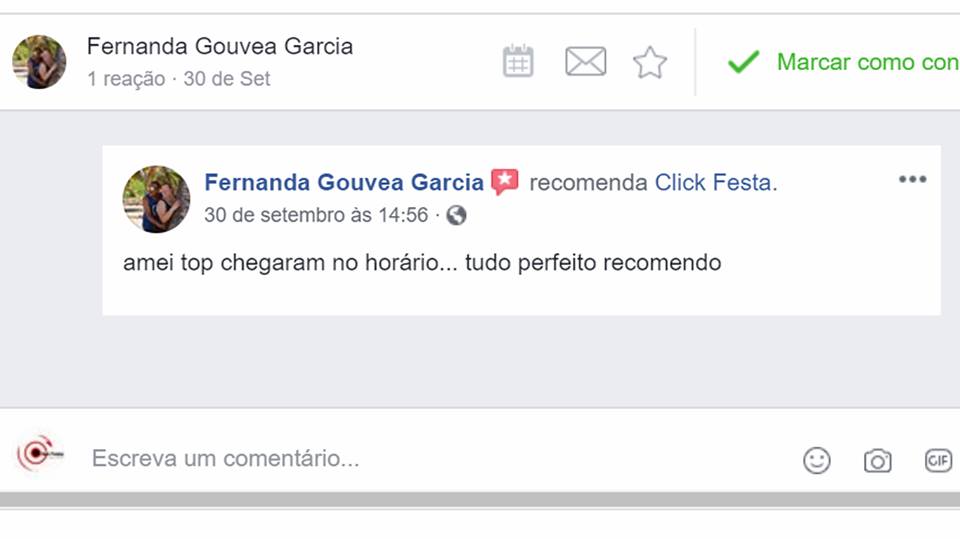 Fernanda Gouvea Garcia
1 reação · 30 de Set
Marcar como con
Fernanda Gouvea Garcia recomenda Click Festa.
30 de setembro às 14:56 ·
amei top chegaram no horário... tudo perfeito recomendo
Escreva um comentário...
GIF